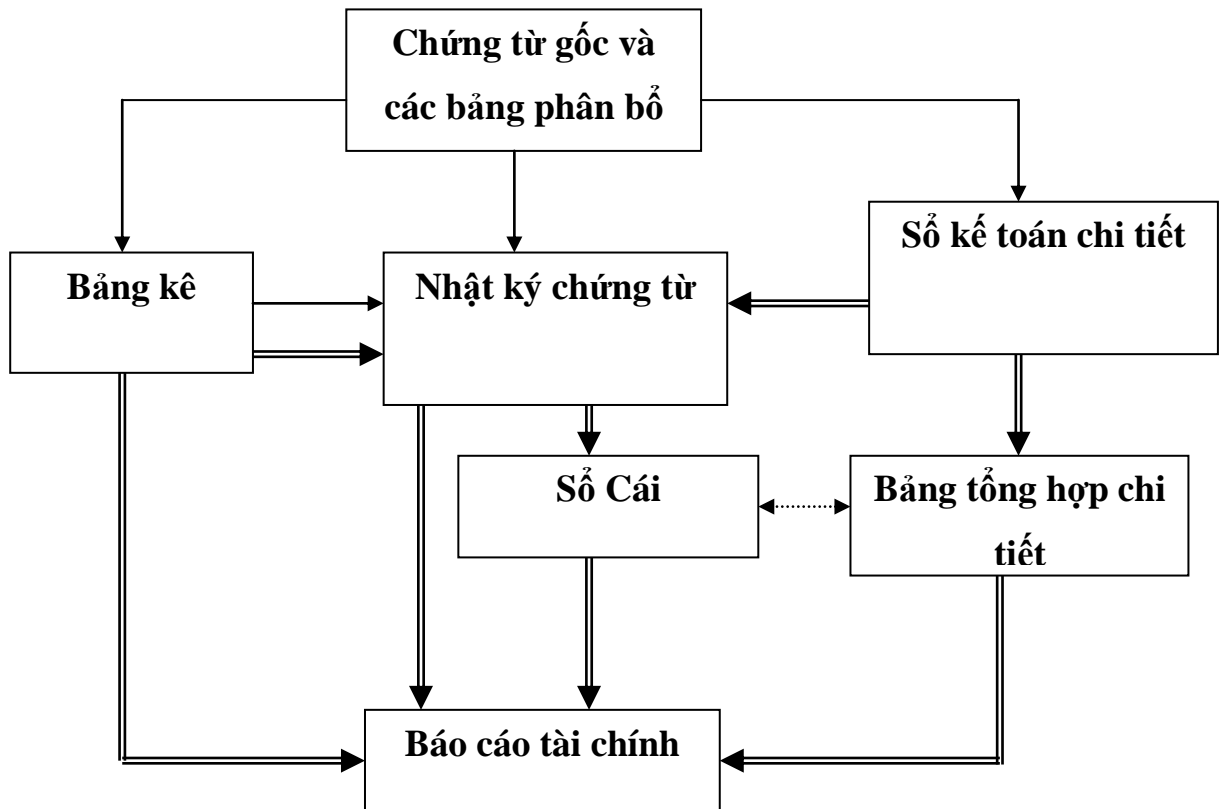 Chứng từ gốc và
các bảng phân bổ
Sổ kế toán chi tiết
Bảng kê
Nhật ký chứng từ
Sổ Cái
Bảng tổng hợp chi
tiết
Báo cáo tài chính